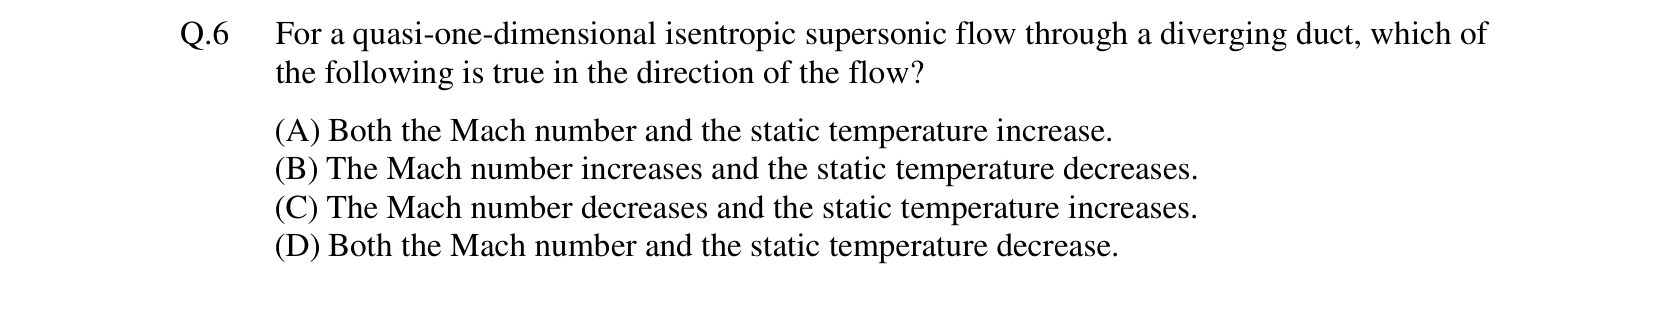 Q.6 For a quasi-one-dimensional isentropic supersonic flow through a diverging duct, which of
the following is true in the direction of the flow?
(A) Both the Mach number and the static temperature increase.
(B) The Mach number increases and the static temperature decreases.
(C) The Mach number decreases and the static temperature increases.
(D) Both the Mach number and the static temperature decrease.